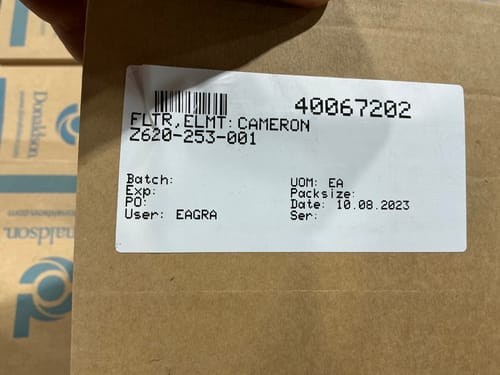 40067202
FLTR,ELMT:CAMERON
Z620-253-001
Batch:
Exp:
PO:
User: EAGRA
UOM: EA
Packsize:
Date: 10.08.2023
Ser:
Donaldson
Donaldson